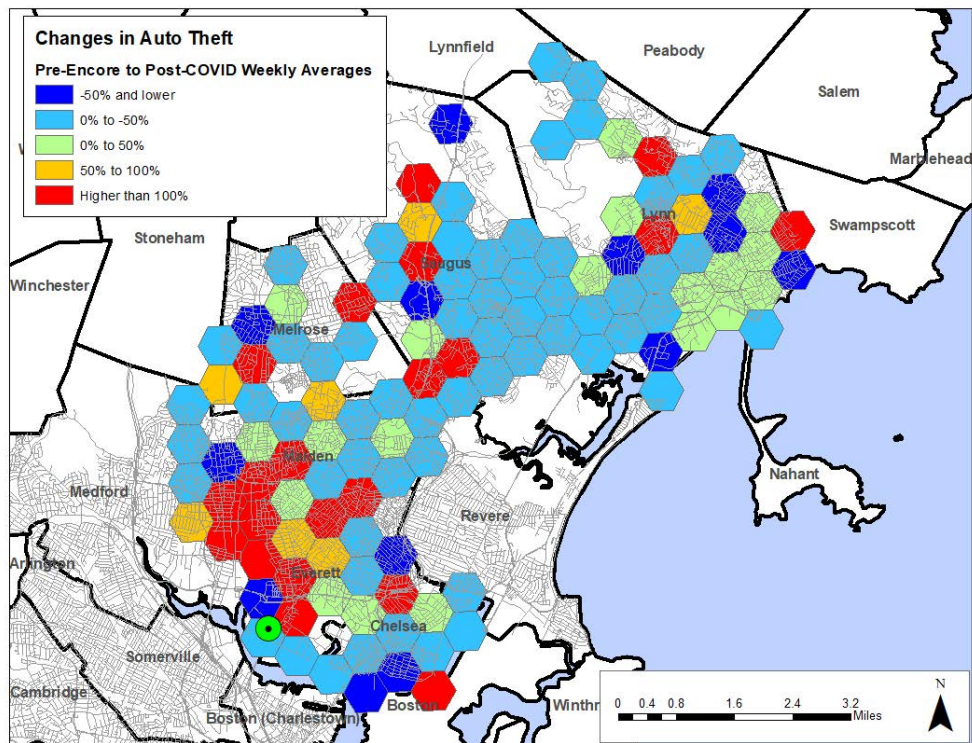 Changes in Auto Theft
Pre-Encore to Post-COVID Weekly Averages
-50% and lower
0% to -50%
0% to 50%
50% to 100%
Higher than 100%
Lynnfield
Peabody
Salem
Marblehead
Swampscott
Lynn
Stoneham
Saugus
Winchester
Melrose
Malden
Medford
Nahant
Revere
Arlington
Everett
Chelsea
Somerville
Cambridge
Boston (Charlestown)
Boston
N
0 0.4 0.8 1.6 2.4 3.2
Miles